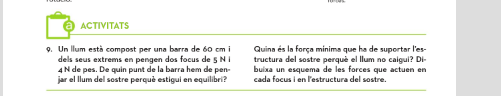 forces.
a ACTIVITATS
9. Un llum està compost per una barra de 60 cm i
dels seus extrems en pengen dos focus de 5 N i
4 N de pes. De quin punt de la barra hem de pen-
jar el llum del sostre perquè estigui en equilibri?
Quina és la força mínima que ha de suportar l'es-
tructura del sostre perquè el llum no caigui? Di-
buixa un esquema de les forces que actuen en
cada focus i en l'estructura del sostre.